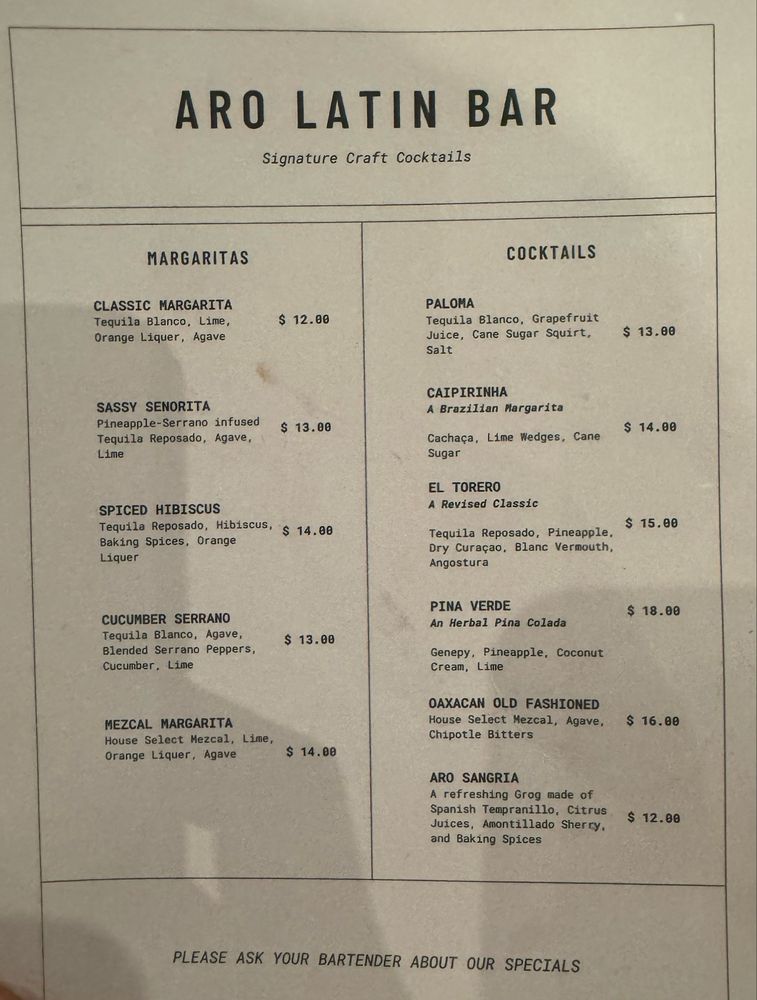 ARO LATIN BAR
Signature Craft Cocktails
MARGARITAS
CLASSIC MARGARITA
Tequila Blanco, Lime,
Orange Liquer, Agave
$ 12.00
SASSY SENORITA
Pineapple-Serrano infused
Tequila Reposado, Agave,
Lime
$ 13.00
SPICED HIBISCUS
Tequila Reposado, Hibiscus,
Baking Spices, Orange
Liquer
$ 14.00
CUCUMBER SERRANO
Tequila Blanco, Agave,
Blended Serrano Peppers,
Cucumber, Lime
$ 13.00
MEZCAL MARGARITA
House Select Mezcal, Lime,
Orange Liquer, Agave
$ 14.00
COCKTAILS
PALOMA
Tequila Blanco, Grapefruit
Juice, Cane Sugar Squirt,
Salt
$ 13.00
CAIPIRINHA
A Brazilian Margarita
Cachaça, Lime Wedges, Cane
Sugar
$ 14.00
EL TORERO
A Revised Classic
Tequila Reposado, Pineapple,
Dry Curaçao, Blanc Vermouth,
Angostura
$ 15.00
PINA VERDE
An Herbal Pina Colada
Genepy, Pineapple, Coconut
Cream, Lime
$ 18.00
OAXACAN OLD FASHIONED
House Select Mezcal, Agave,
Chipotle Bitters
$ 16.00
ARO SANGRIA
A refreshing Grog made of
Spanish Tempranillo, Citrus
Juices, Amontillado Sherry,
and Baking Spices
$ 12.00
PLEASE ASK YOUR BARTENDER ABOUT OUR SPECIALS